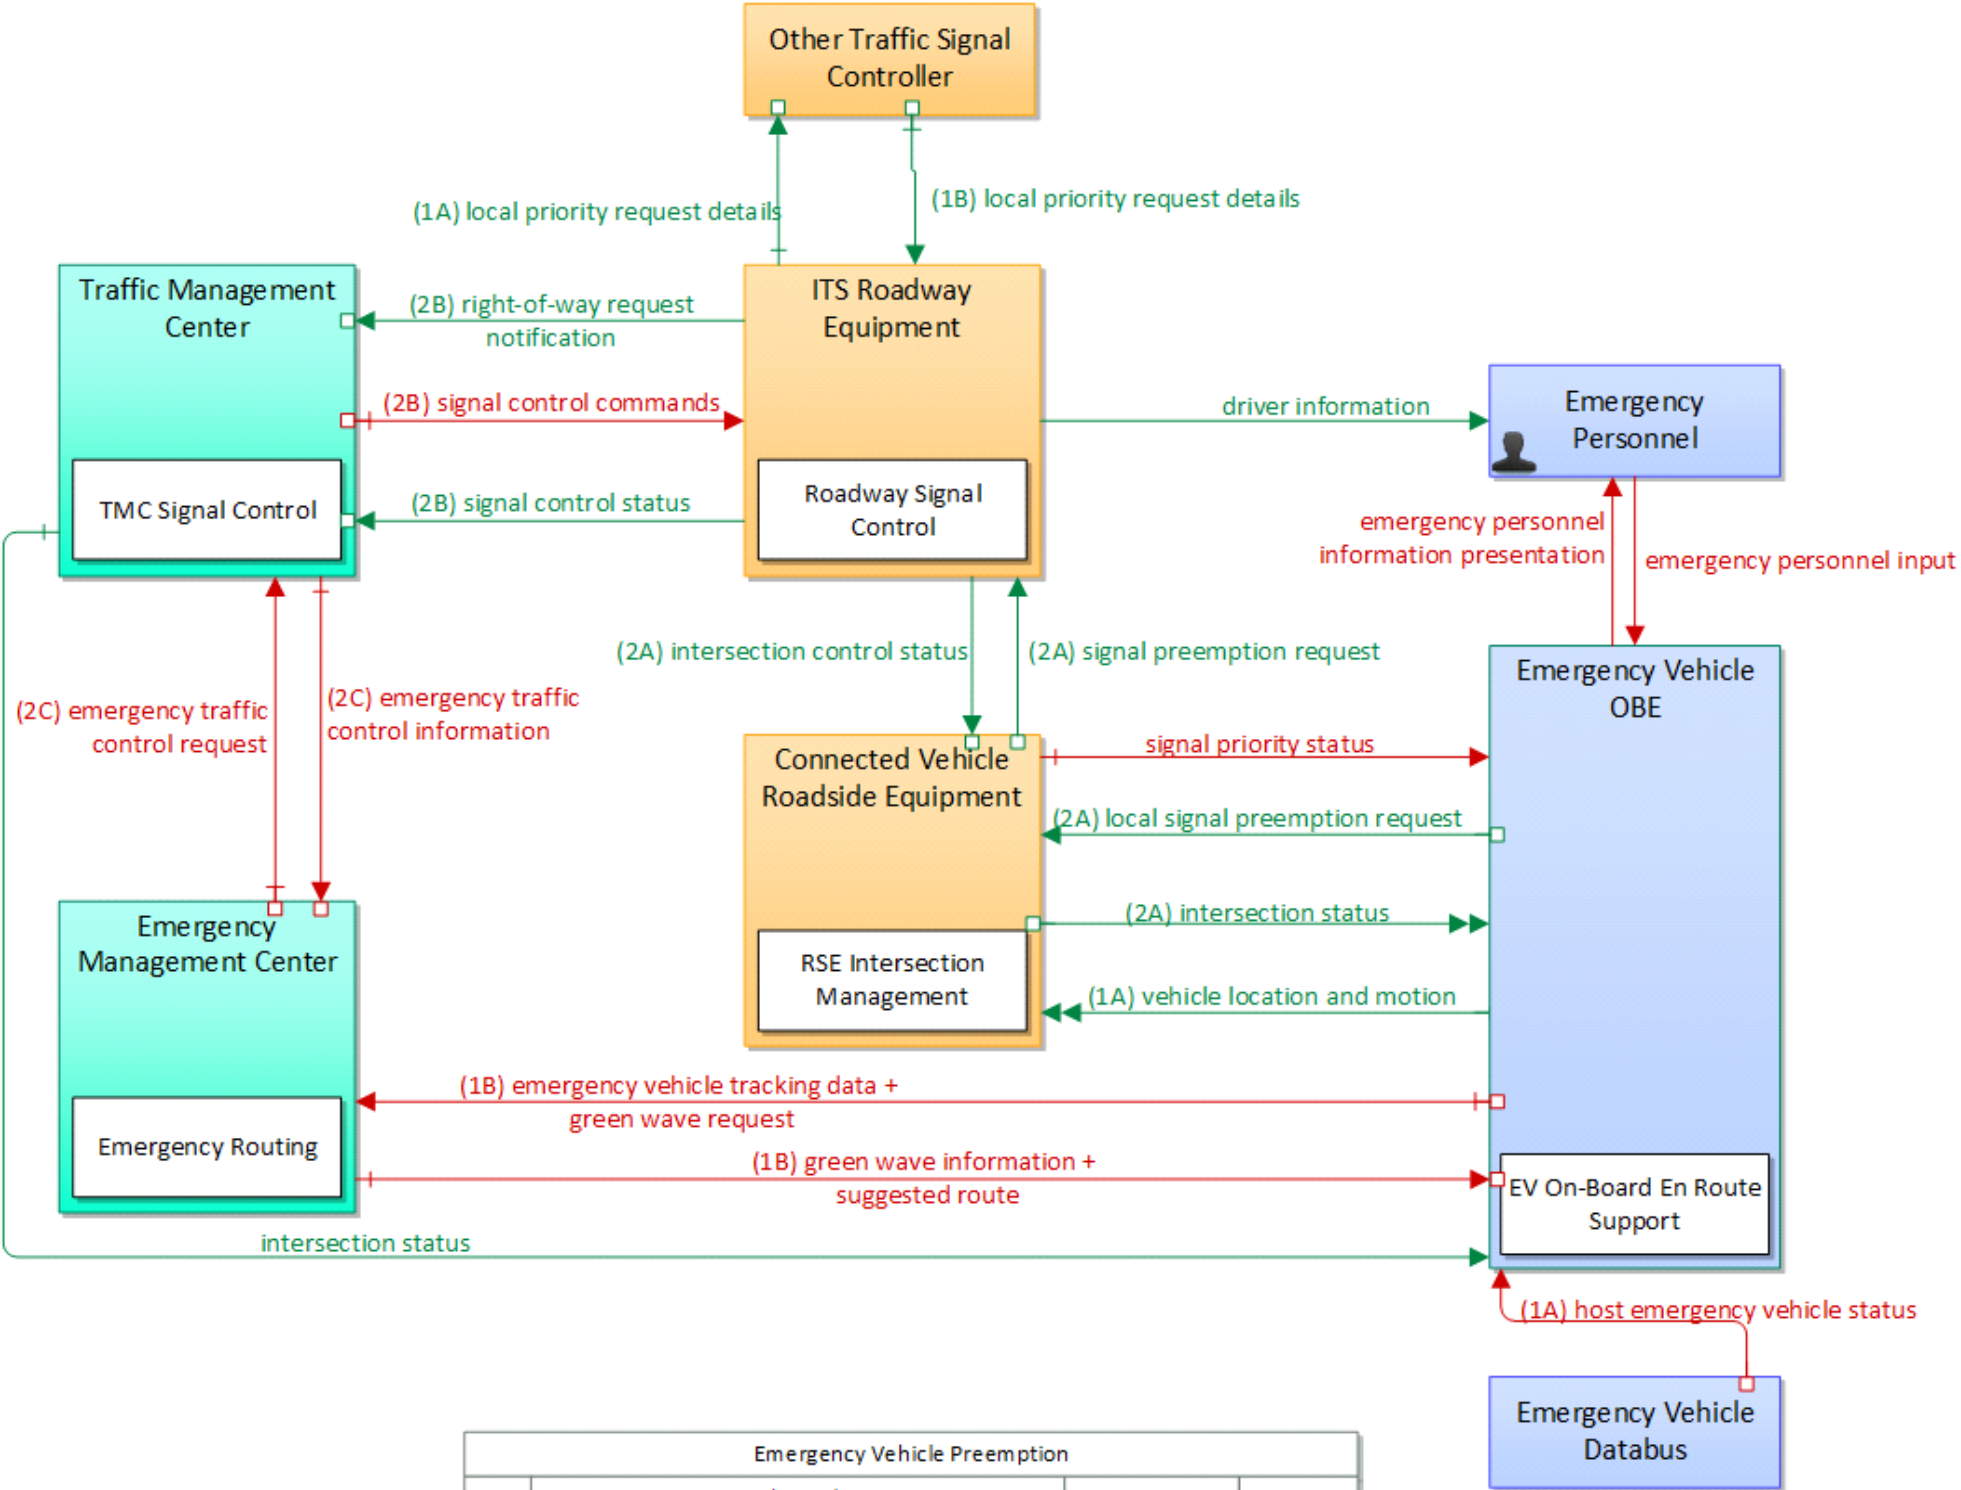 Other Traffic Signal
Controller
(1A) local priority request details
(1B) local priority request details
Traffic Management
Center
(2B) right-of-way request
notification
ITS Roadway
Equipment
(2B) signal control commands
driver information
Emergency
Personnel
TMC Signal Control
(2B) signal control status
Roadway Signal
Control
emergency personnel
information presentation
emergency personnel input
(2A) intersection control status
(2A) signal preemption request
Emergency Vehicle
OBE
(2C) emergency traffic
control request
(2C) emergency traffic
control information
Connected Vehicle
Roadside Equipment
signal priority status
(2A) local signal preemption request
Emergency
Management Center
(2A) intersection status
RSE Intersection
Management
(1A) vehicle location and motion
(1B) emergency vehicle tracking data +
green wave request
Emergency Routing
(1B) green wave information +
suggested route
EV On-Board En Route
Support
intersection status
(1A) host emergency vehicle status
Emergency Vehicle
Databus
Emergency Vehicle Preemption